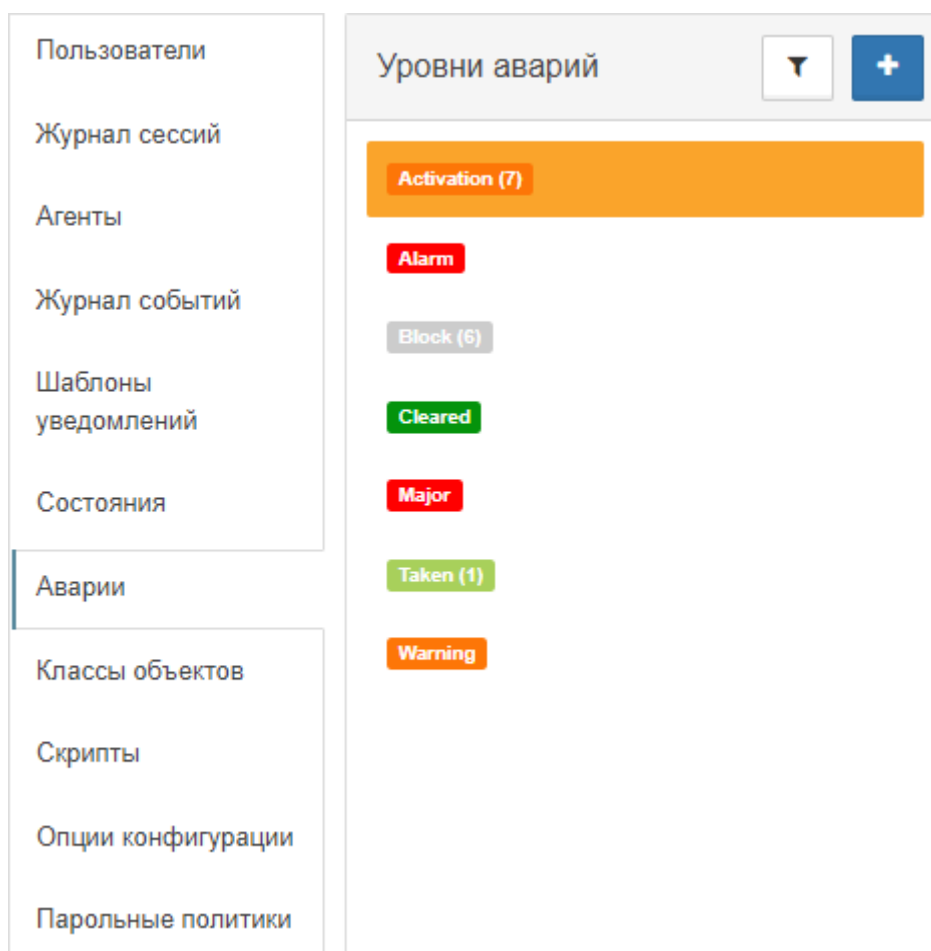 Пользователи
Журнал сессий
Агенты
Журнал событий
Шаблоны
уведомлений
Состояния
Аварии
Классы объектов
Скрипты
Опции конфигурации
Парольные политики
Уровни аварий
Activation (7)
Alarm
Block (6)
Cleared
Major
Taken (1)
Warning